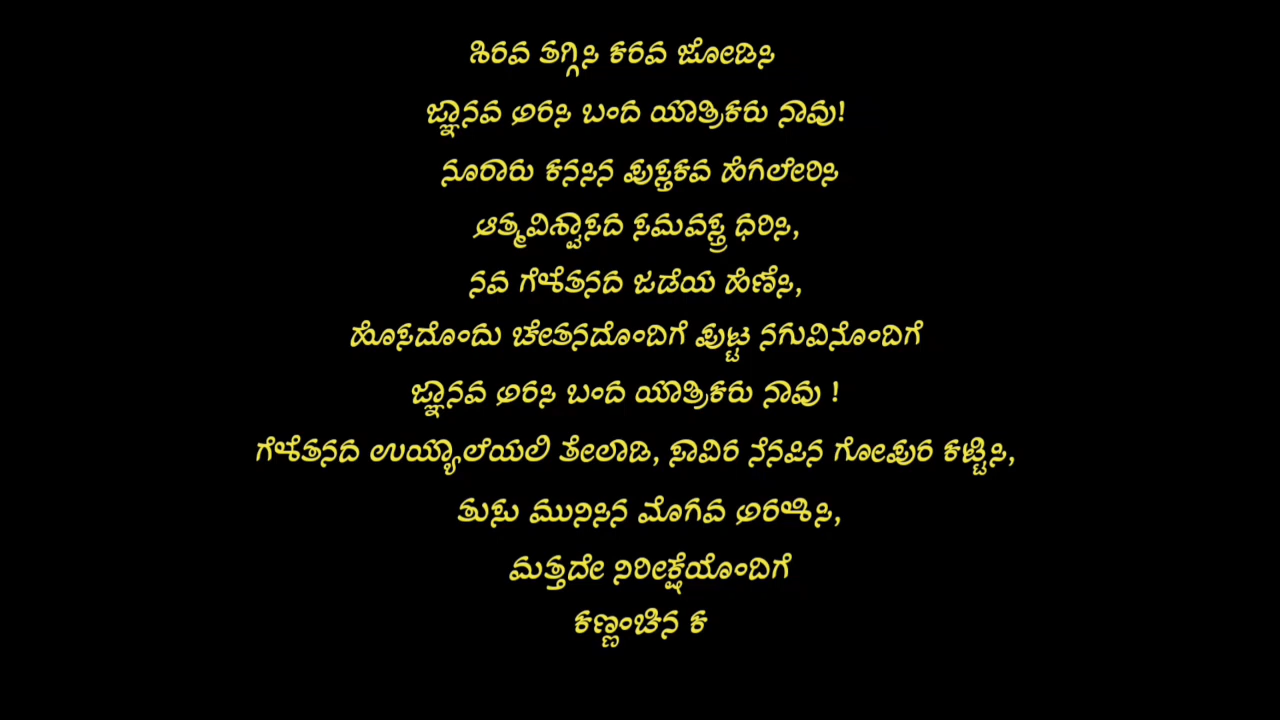 ಶಿರವ ತಗ್ಗಿಸಿ ಕರವ ಜೋಡಿಸಿ
ಜ್ಞಾನವ ಅರಸಿ ಬಂದ ಯಾತ್ರಿಕರು ನಾವು!
ನೂರಾರು ಕನಸಿನ ಪುಸ್ತಕವ ಹೆಗಲೇರಿಸಿ
ಆತ್ಮವಿಶ್ವಾಸದ ಸಮವಸ್ತ್ರ ಧರಿಸಿ,
ನವ ಗೆಳೆತನದ ಜಡೆಯ ಹೆಣೆಸಿ,
ಹೊಸದೊಂದು ಚೇತನದೊಂದಿಗೆ ಪುಟ್ಟ ನಗುವಿನೊಂದಿಗೆ
ಜ್ಞಾನವ ಅರಸಿ ಬಂದ ಯಾತ್ರಿಕರು ನಾವು !
ಗೆಳೆತನದ ಉಯ್ಯಾಲೆಯಲಿ ತೇಲಾಡಿ, ಸಾವಿರ ನೆನಪಿನ ಗೋಪುರ ಕಟ್ಟಿಸಿ,
ತುಸು ಮುನಿಸಿನ ಮೊಗವ ಅರಳಿಸಿ,
ಮತ್ತದೇ ನಿರೀಕ್ಷೆಯೊಂದಿಗೆ
ಕಣ್ಣಂಚಿನ ಕ